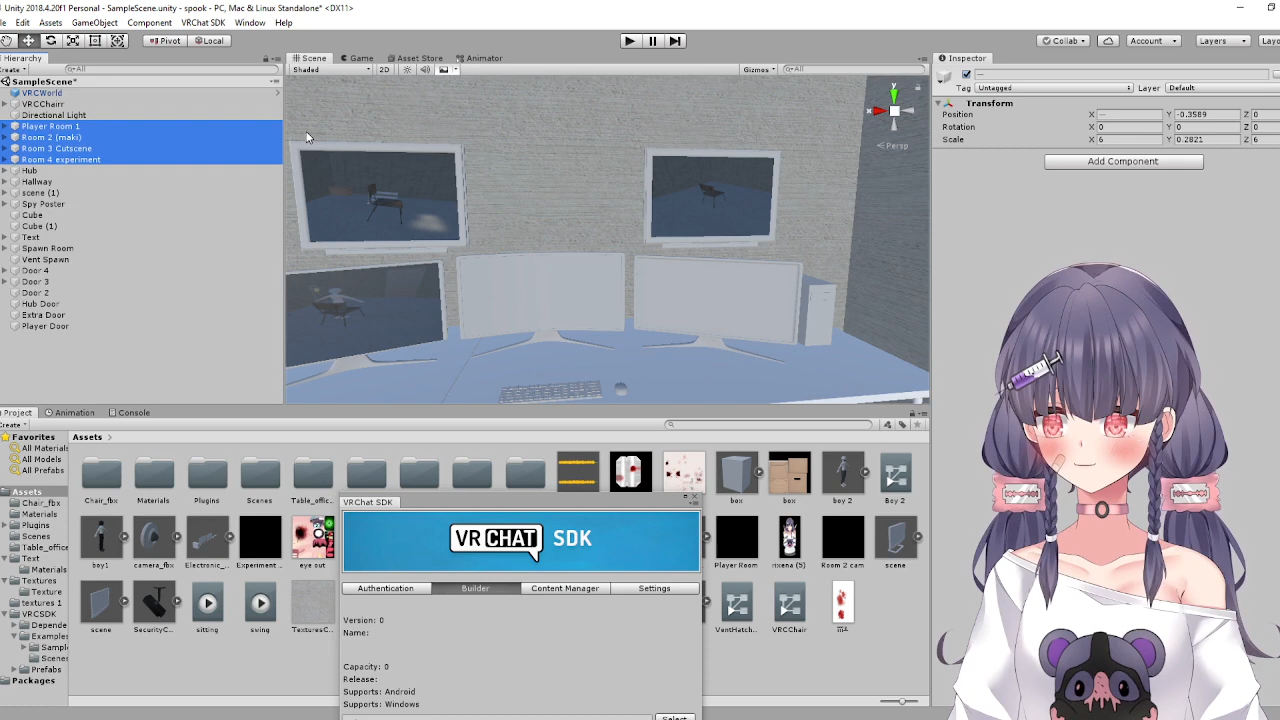 Unity 2018.4.20f1 Personal - SampleScene.unity - spook - PC, Mac & Linux Standalone* <DX11>
Edit Assets GameObject Component VRChat SDK Window Help
Pivot Local
Collab Account Layers
Hierarchy
Create
All
SampleScene*
VRCWorld
VRCChairr
Directional Light
Player Room 1
Room 2 (maki)
Room 3 Cutscene
Room 4 experiment
Hub
Hallway
scene (1)
Spy Poster
Cube
Cube (1)
Text
Spawn Room
Vent Spawn
Door 4
Door 3
Door 2
Hub Door
Extra Door
Player Door
Scene Game Asset Store Animator
Shaded 2D Gizmos All
y
x
Persp
Inspector
Tag Untagged Layer Default
Transform
Position X — Y -0.3589 Z 0
Rotation X 0 Y 0 Z 0
Scale X 6 Y 0.2821 Z 6
Add Component
Project Animation Console
Create
Favorites
All Materials
All Models
All Prefabs
Assets
Chair_fbx
Materials
Plugins
Scenes
Table_office
Text
Materials
Textures
Texture
textures 1
VRCSDK
Depende
Examples
Sample
Scenes
Prefabs
Packages
Assets
Chair_fbx Materials Plugins Scenes Table_offic... box box boy 2 Boy 2
boy1 camera_fbx Electronic_... Experiment ... eye out Player Room rixena (5) Room 2 cam scene
scene SecurityC... sitting swing TexturesC... VentHatch... VRCChair
VRChat SDK
VRCHAT SDK
Authentication Builder Content Manager Settings
Version: 0
Name:
Capacity: 0
Release:
Supports: Android
Supports: Windows
Select